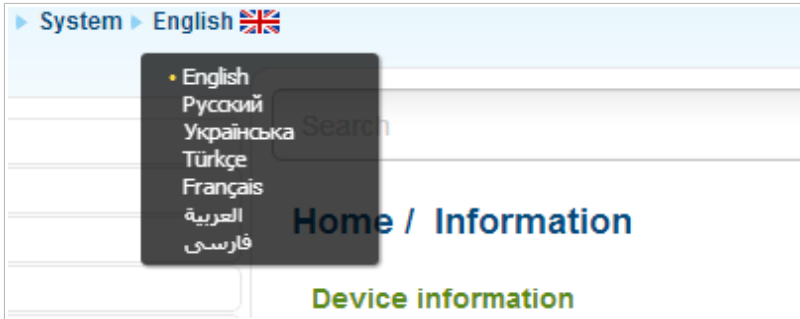 System English
English
Русский
Українська
Türkçe
Français
العربية
فارسی
Search
Home / Information
Device information